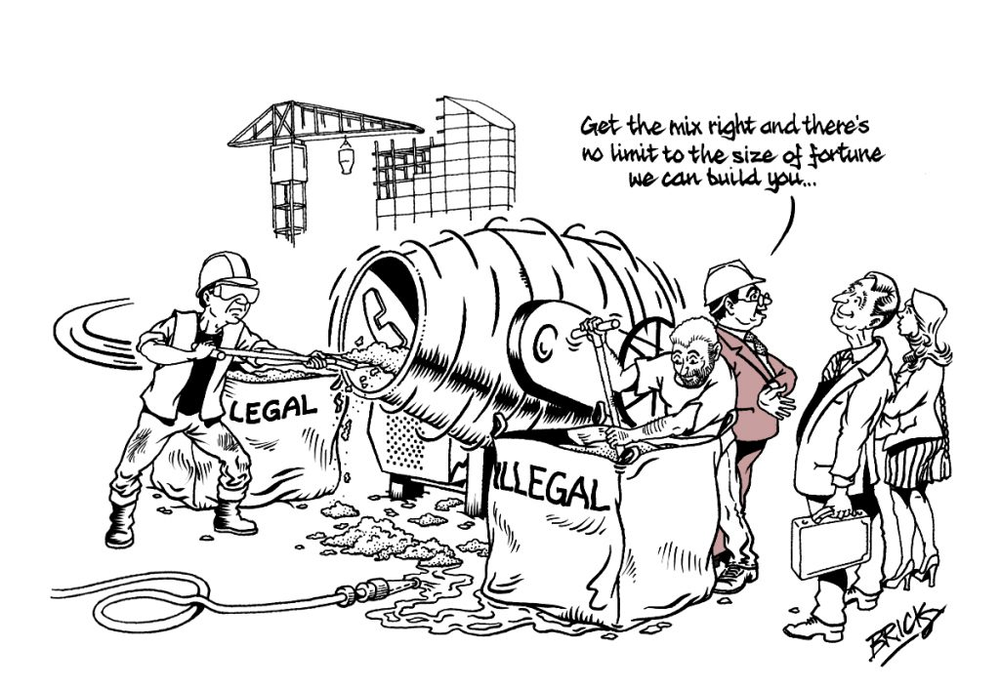 Get the mix right and there's
no limit to the size of fortune
we can build you...
LEGAL
ILLEGAL
BRICK